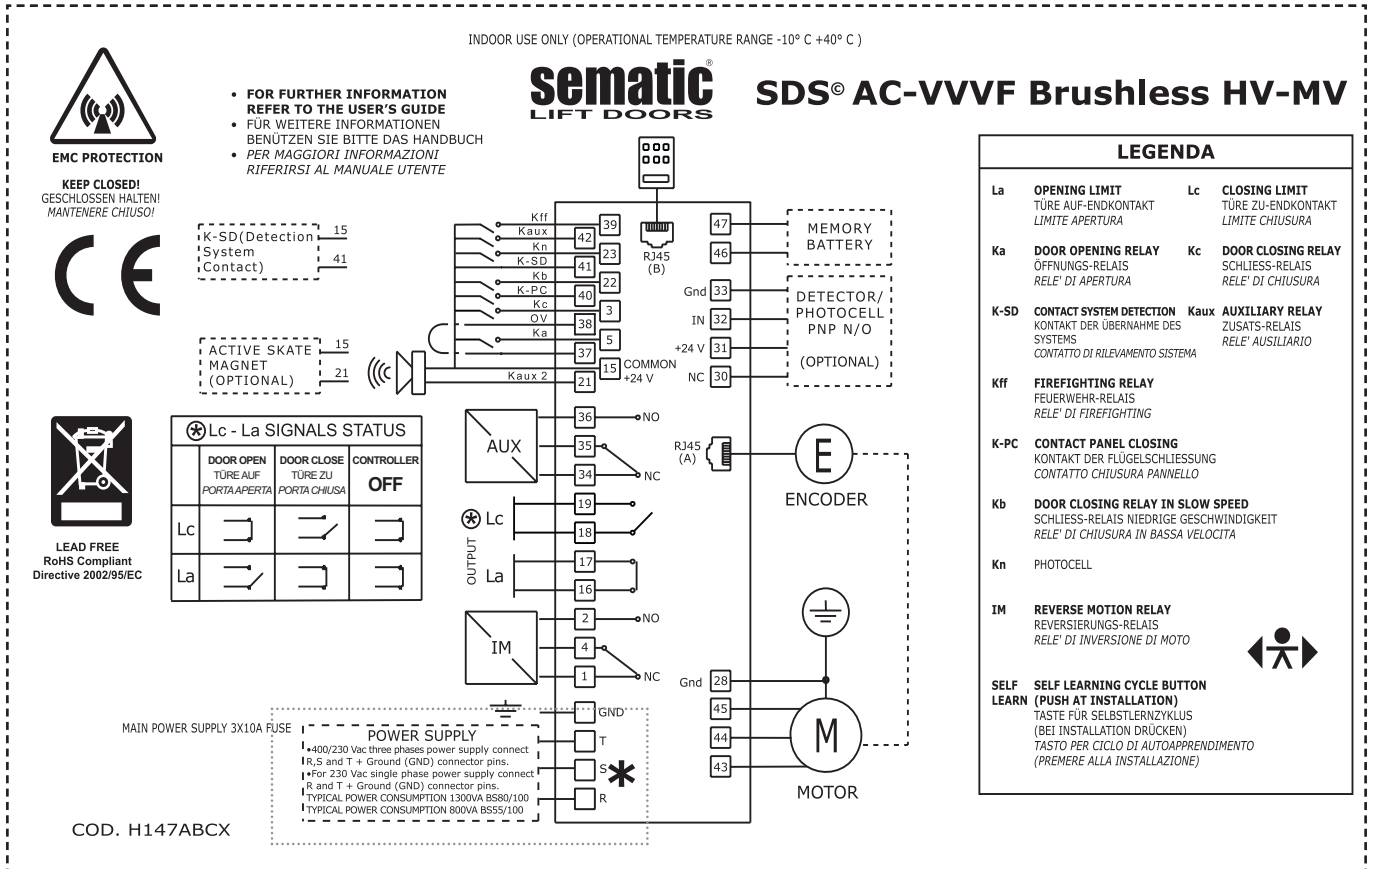 INDOOR USE ONLY (OPERATIONAL TEMPERATURE RANGE -10° C +40° C )
sematic®
LIFT DOORS
SDS© AC-VVVF Brushless HV-MV
EMC PROTECTION
KEEP CLOSED!
GESCHLOSSEN HALTEN!
MANTENERE CHIUSO!
CE
• FOR FURTHER INFORMATION
REFER TO THE USER'S GUIDE
• FÜR WEITERE INFORMATIONEN
BENÜTZEN SIE BITTE DAS HANDBUCH
• PER MAGGIORI INFORMAZIONI
RIFERIRSI AL MANUALE UTENTE
K-SD(Detection
System
Contact)
15
41
ACTIVE SKATE
MAGNET
(OPTIONAL)
15
21
Kff 39
Kaux 42
Kn 23
K-SD 41
Kb 22
K-PC 40
Kc 3
OV 38
Ka 5
37
15 COMMON
+24 V
Kaux 2 21
RJ45
(B)
47
46
MEMORY
BATTERY
Gnd 33
IN 32
+24 V 31
NC 30
DETECTOR/
PHOTOCELL
PNP N/O
(OPTIONAL)
AUX
36 NO
35
34 NC
RJ45
(A)
E
ENCODER
OUTPUT
Lc
19
18
La
17
16
IM
2 NO
4
1 NC
GND
T
S *
R
Gnd 28
45
44
43
M
MOTOR
Lc - La SIGNALS STATUS
DOOR OPEN
TÜRE AUF
PORTA APERTA
DOOR CLOSE
TÜRE ZU
PORTA CHIUSA
CONTROLLER
OFF
Lc
La
LEAD FREE
RoHS Compliant
Directive 2002/95/EC
MAIN POWER SUPPLY 3X10A FUSE
POWER SUPPLY
•400/230 Vac three phases power supply connect
R,S and T + Ground (GND) connector pins.
•For 230 Vac single phase power supply connect
R and T + Ground (GND) connector pins.
TYPICAL POWER CONSUMPTION 1300VA BS80/100
TYPICAL POWER CONSUMPTION 800VA BS55/100
COD. H147ABCX
LEGENDA
La OPENING LIMIT
TÜRE AUF-ENDKONTAKT
LIMITE APERTURA
Lc CLOSING LIMIT
TÜRE ZU-ENDKONTAKT
LIMITE CHIUSURA
Ka DOOR OPENING RELAY
ÖFFNUNGS-RELAIS
RELE' DI APERTURA
Kc DOOR CLOSING RELAY
SCHLIESS-RELAIS
RELE' DI CHIUSURA
K-SD CONTACT SYSTEM DETECTION
KONTAKT DER ÜBERNAHME DES
SYSTEMS
CONTATTO DI RILEVAMENTO SISTEMA
Kaux AUXILIARY RELAY
ZUSATS-RELAIS
RELE' AUSILIARIO
Kff FIREFIGHTING RELAY
FEUERWEHR-RELAIS
RELE' DI FIREFIGHTING
K-PC CONTACT PANEL CLOSING
KONTAKT DER FLÜGELSCHLIESSUNG
CONTATTO CHIUSURA PANNELLO
Kb DOOR CLOSING RELAY IN SLOW SPEED
SCHLIESS-RELAIS NIEDRIGE GESCHWINDIGKEIT
RELE' DI CHIUSURA IN BASSA VELOCITA
Kn PHOTOCELL
IM REVERSE MOTION RELAY
REVERSIERUNGS-RELAIS
RELE' DI INVERSIONE DI MOTO
SELF SELF LEARNING CYCLE BUTTON
LEARN (PUSH AT INSTALLATION)
TASTE FÜR SELBSTLERNZYKLUS
(BEI INSTALLATION DRÜCKEN)
TASTO PER CICLO DI AUTOAPPRENDIMENTO
(PREMERE ALLA INSTALLAZIONE)